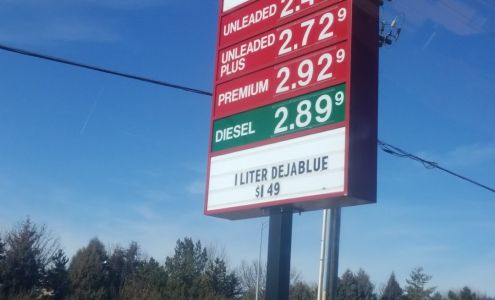 UNLEADED 2.
UNLEADED PLUS 2.72 9
PREMIUM 2.92 9
DIESEL 2.89 9
1 LITER DEJABLUE
$1 49